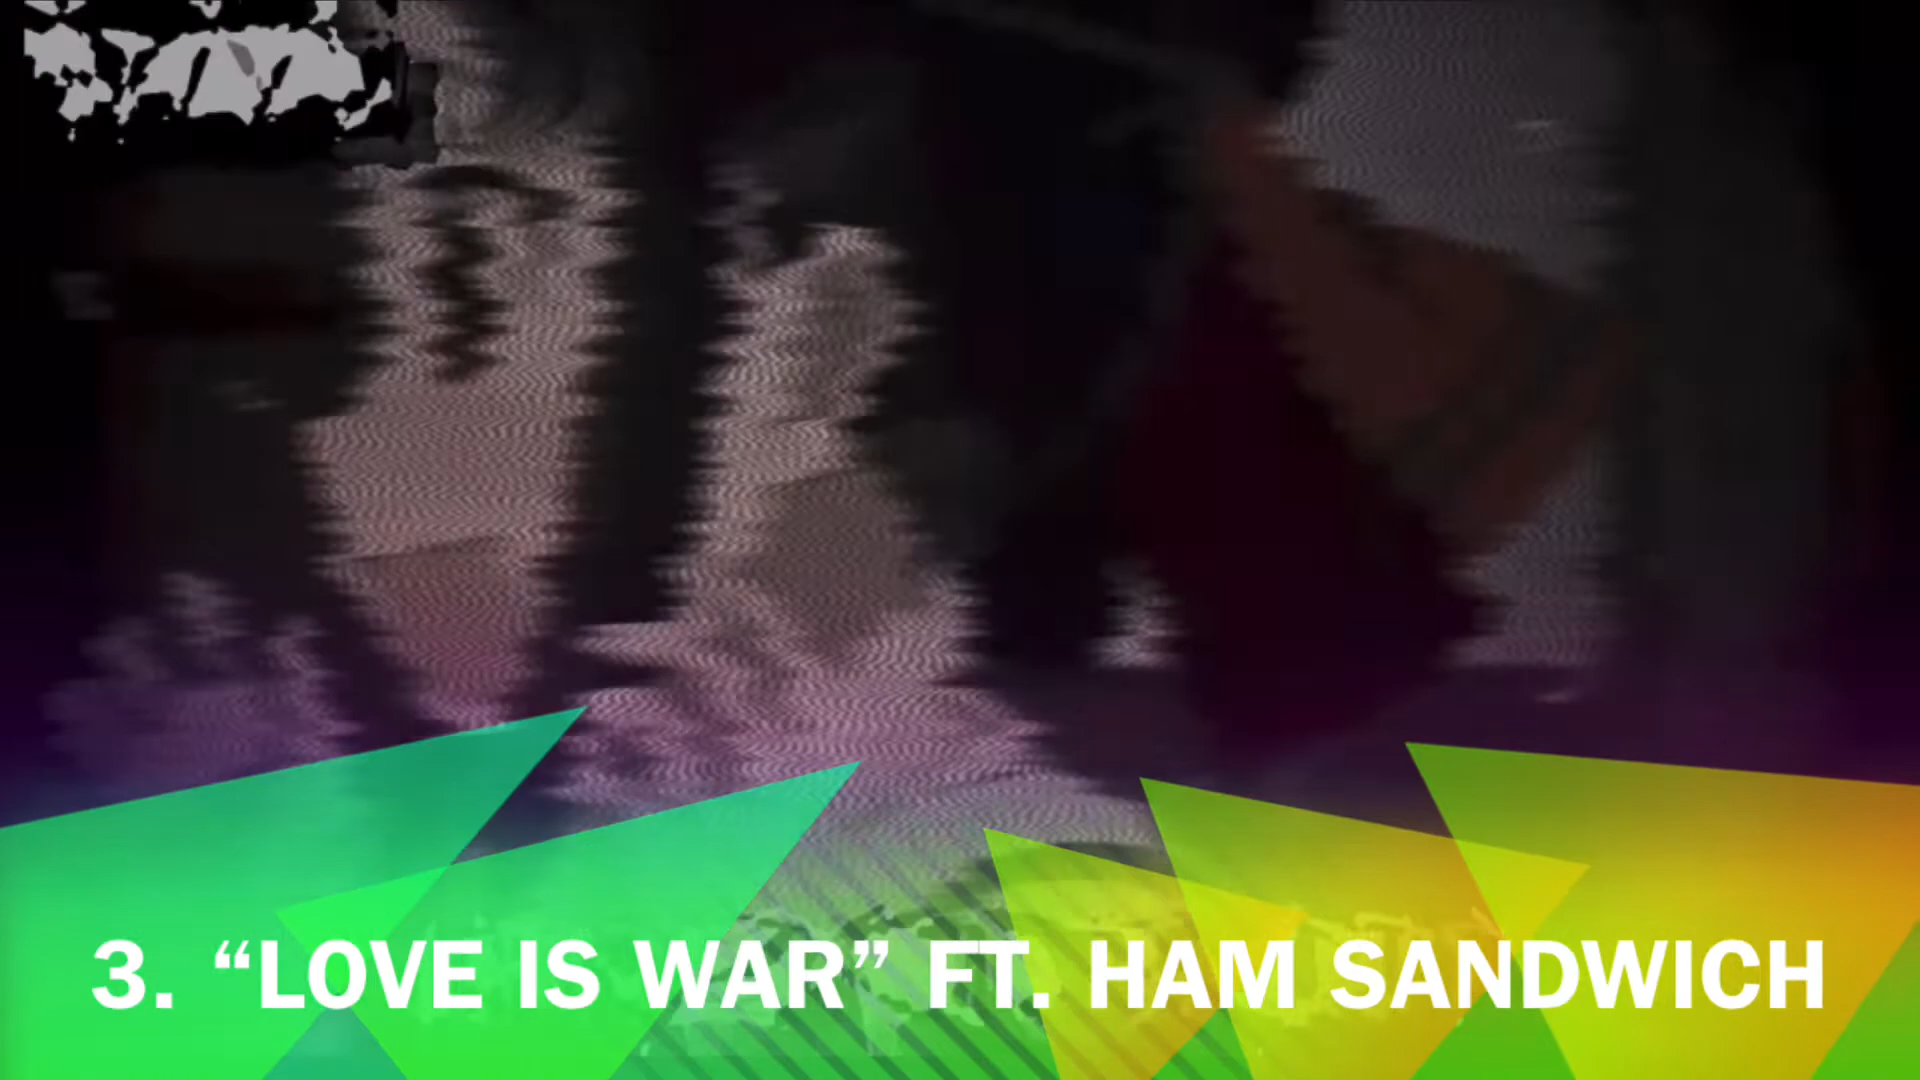 3. “LOVE IS WAR” FT. HAM SANDWICH